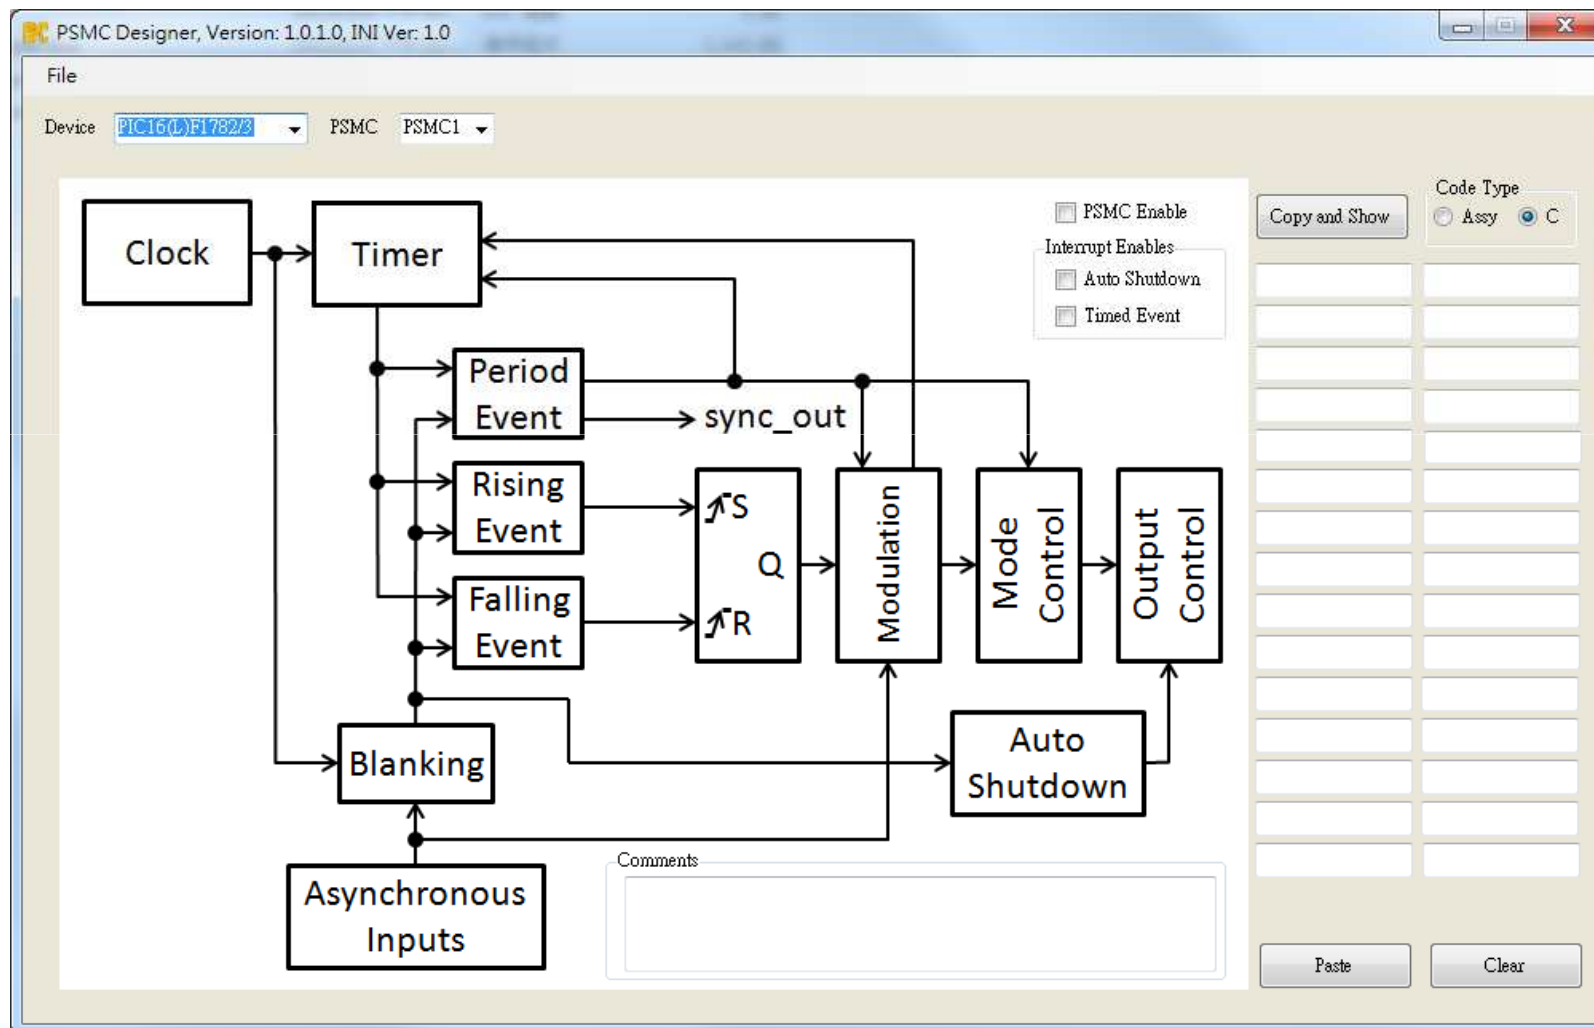 PSMC Designer, Version: 1.0.1.0, INI Ver: 1.0
File
Device PIC16(L)F1782/3 PSMC PSMC1
Clock
Timer
PSMC Enable
Interrupt Enables
Auto Shutdown
Timed Event
Copy and Show
Code Type
Assy C
Period
Event
sync_out
Rising
Event
Falling
Event
S
Q
R
Modulation
Mode
Control
Output
Control
Blanking
Auto
Shutdown
Asynchronous
Inputs
Comments
Paste
Clear